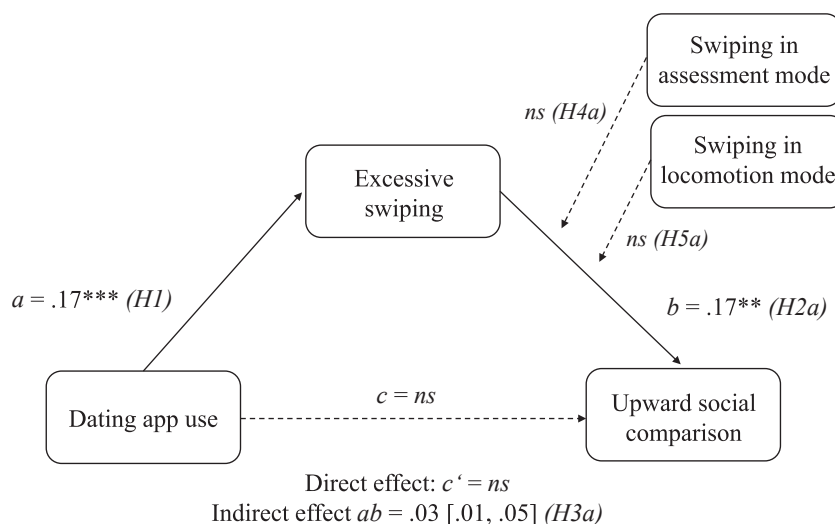 Swiping in
assessment mode
ns (H4a)
Swiping in
locomotion mode
Excessive
swiping
ns (H5a)
a = .17*** (H1)
b = .17** (H2a)
c = ns
Dating app use
Upward social
comparison
Direct effect: c‘ = ns
Indirect effect ab = .03 [.01, .05] (H3a)